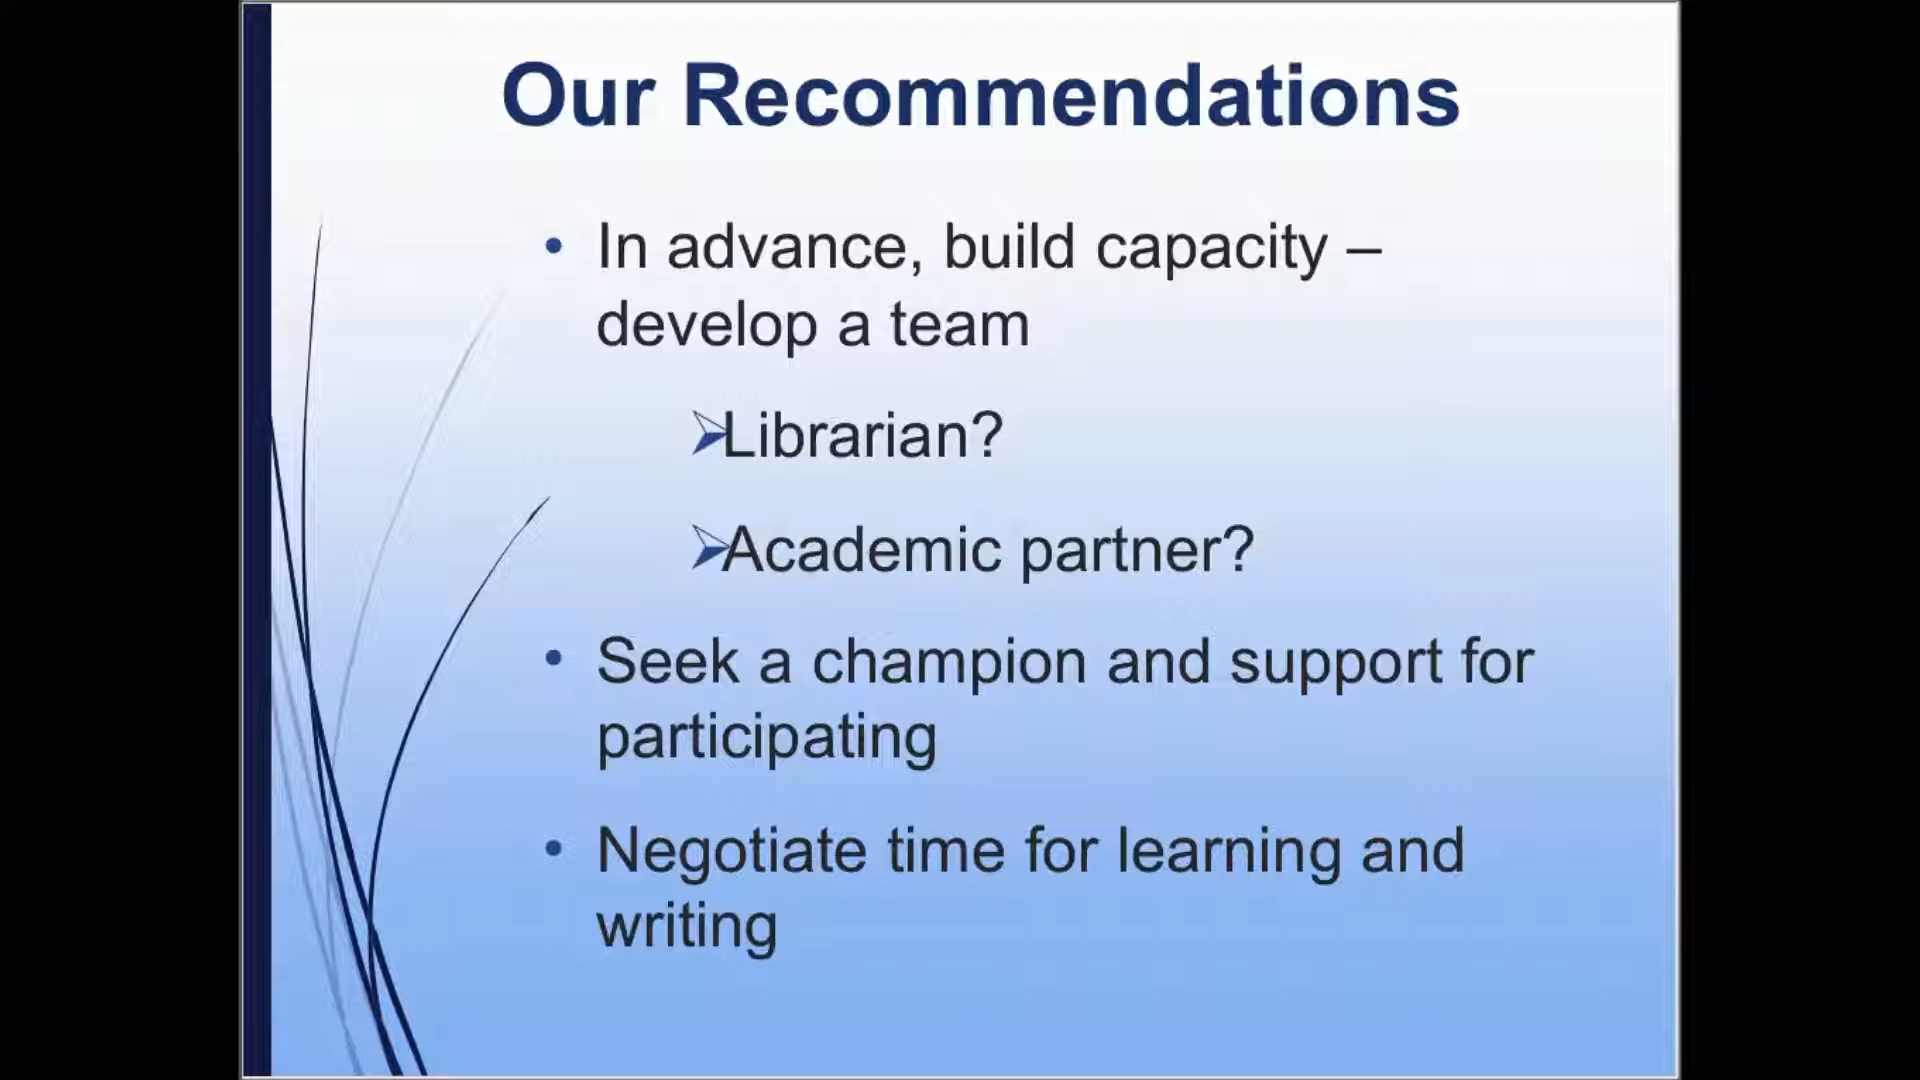 Our Recommendations
• In advance, build capacity –
develop a team
➢Librarian?
➢Academic partner?
• Seek a champion and support for
participating
• Negotiate time for learning and
writing